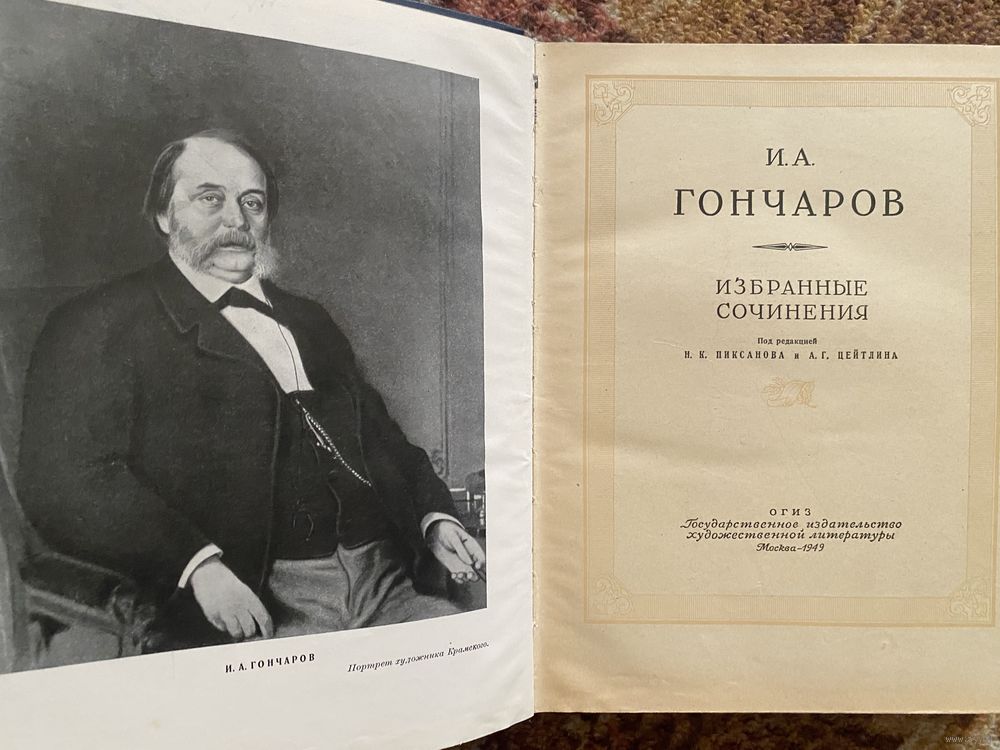 И. А. ГОНЧАРОВ
Портрет художника Крамского.
И. А.
ГОНЧАРОВ
ИЗБРАННЫЕ
СОЧИНЕНИЯ
Под редакцией
Н. К. ПИКСАНОВА и А. Г. ЦЕЙТЛИНА
ОГИЗ
Государственное издательство
художественной литературы
Москва—1949